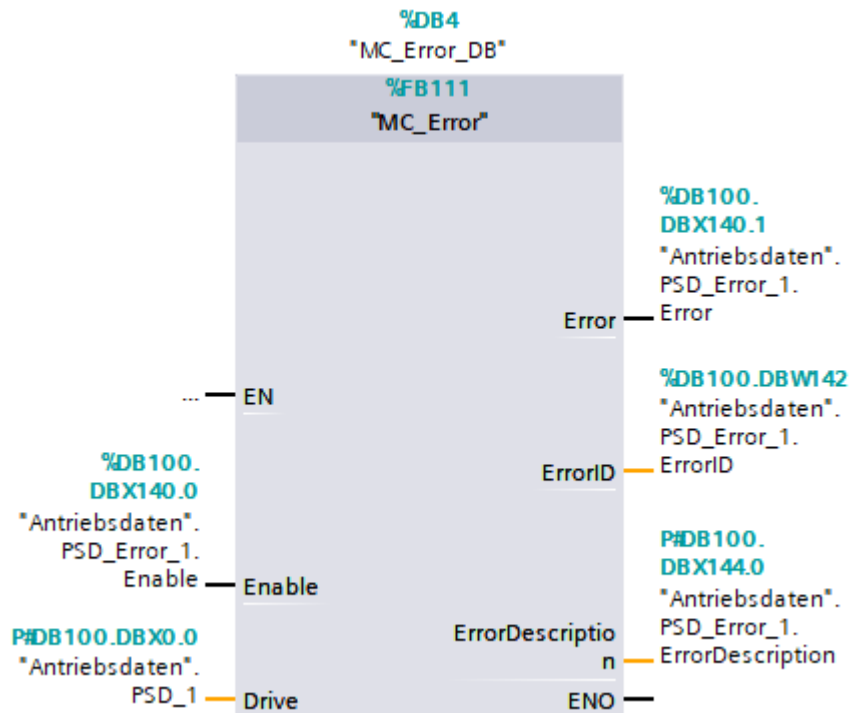 %DB4
"MC_Error_DB"
%FB111
"MC_Error"
%DB100.
DBX140.1
"Antriebsdaten".
PSD_Error_1.
Error
Error
...
EN
%DB100.DBW142
"Antriebsdaten".
PSD_Error_1.
ErrorID
ErrorID
%DB100.
DBX140.0
"Antriebsdaten".
PSD_Error_1.
Enable
Enable
P#DB100.
DBX144.0
"Antriebsdaten".
PSD_Error_1.
ErrorDescription
ErrorDescriptio
n
P#DB100.DBX0.0
"Antriebsdaten".
PSD_1
Drive
ENO